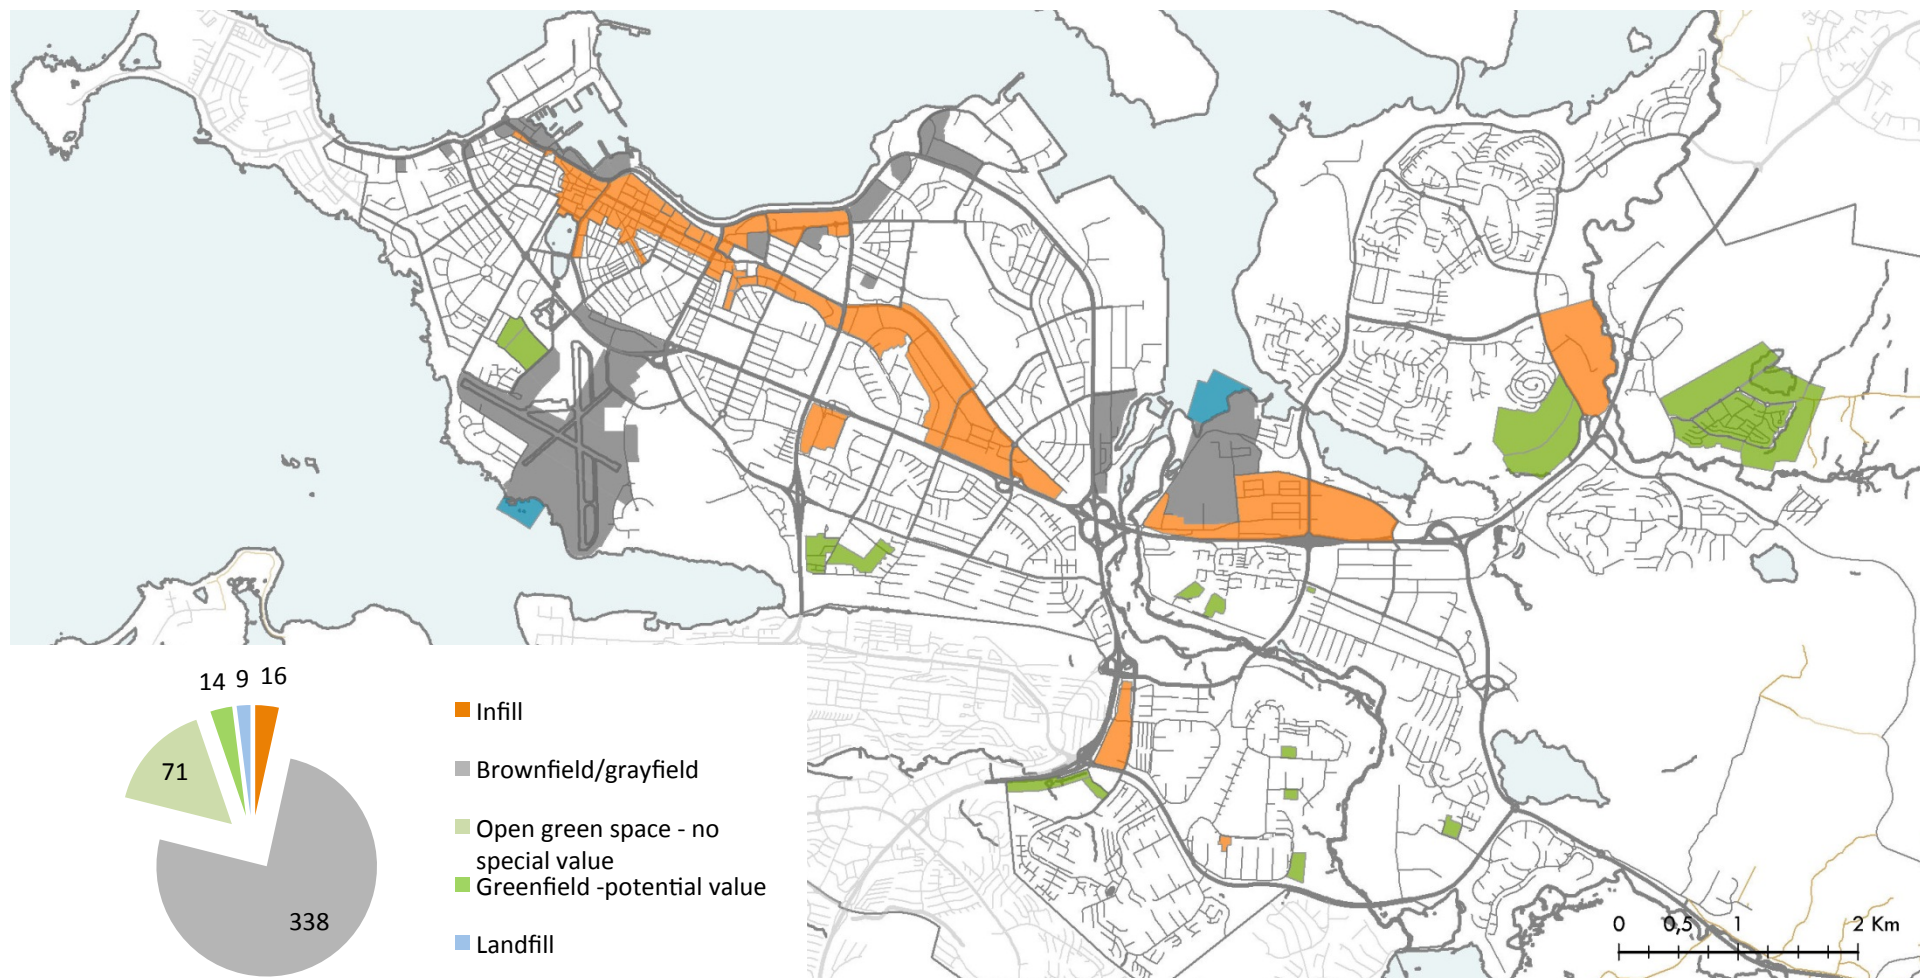 14 9 16
71
338
Infill
Brownfield/grayfield
Open green space - no
special value
Greenfield -potential value
Landfill
0 0,5 1 2 Km